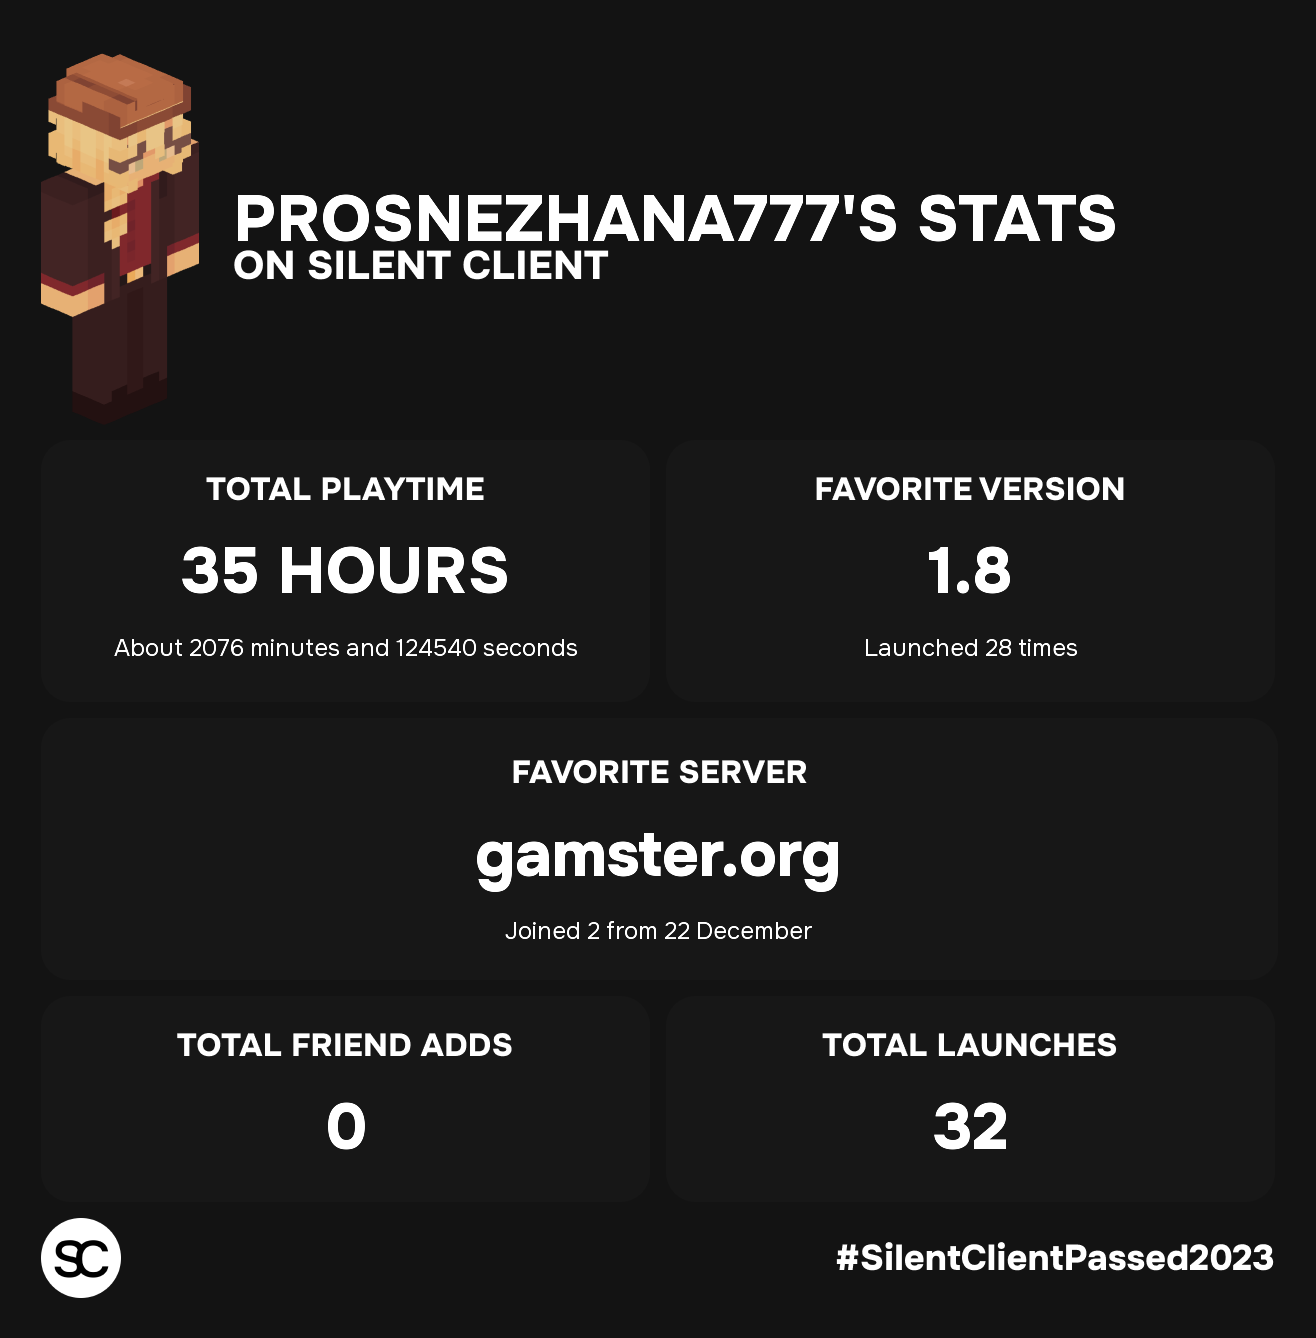 PROSNEZHANA777'S STATS
ON SILENT CLIENT
TOTAL PLAYTIME
35 HOURS
About 2076 minutes and 124540 seconds
FAVORITE VERSION
1.8
Launched 28 times
FAVORITE SERVER
gamster.org
Joined 2 from 22 December
TOTAL FRIEND ADDS
0
TOTAL LAUNCHES
32
SC
#SilentClientPassed2023